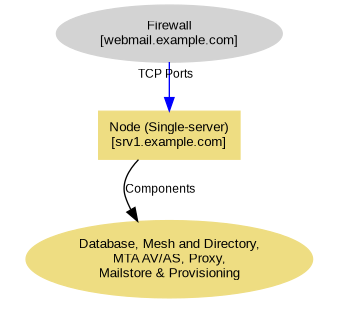 Firewall
[webmail.example.com]
TCP Ports
Node (Single-server)
[srv1.example.com]
Components
Database, Mesh and Directory,
MTA AV/AS, Proxy,
Mailstore & Provisioning